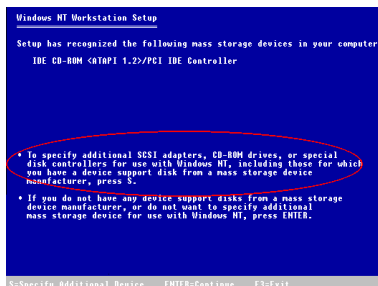 Windows NT Workstation Setup
Setup has recognized the following mass storage devices in your computer
IDE CD-ROM <ATAPI 1.2>/PCI IDE Controller
• To specify additional SCSI adapters, CD-ROM drives, or special
disk controllers for use with Windows NT, including those for which
you have a device support disk from a mass storage device
manufacturer, press S.
• If you do not have any device support disks from a mass storage
device manufacturer, or do not want to specify additional
mass storage device for use with Windows NT, press ENTER.
S=Specify Additional Device ENTER=Continue F3=Exit